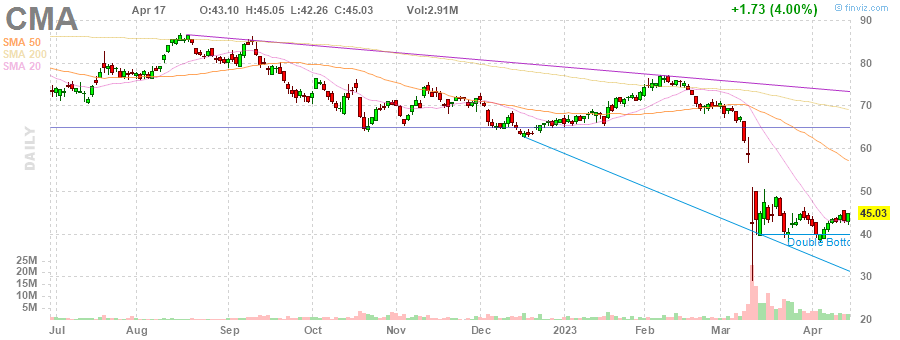 CMA
Apr 17 O:43.10 H:45.05 L:42.26 C:45.03 Vol:2.91M +1.73 (4.00%) © finviz.com
SMA 50
SMA 200
SMA 20
DAILY
90
80
70
60
50
45.03
40
30
20
25M
20M
15M
10M
5M
Double Botto
Jul Aug Sep Oct Nov Dec 2023 Feb Mar Apr